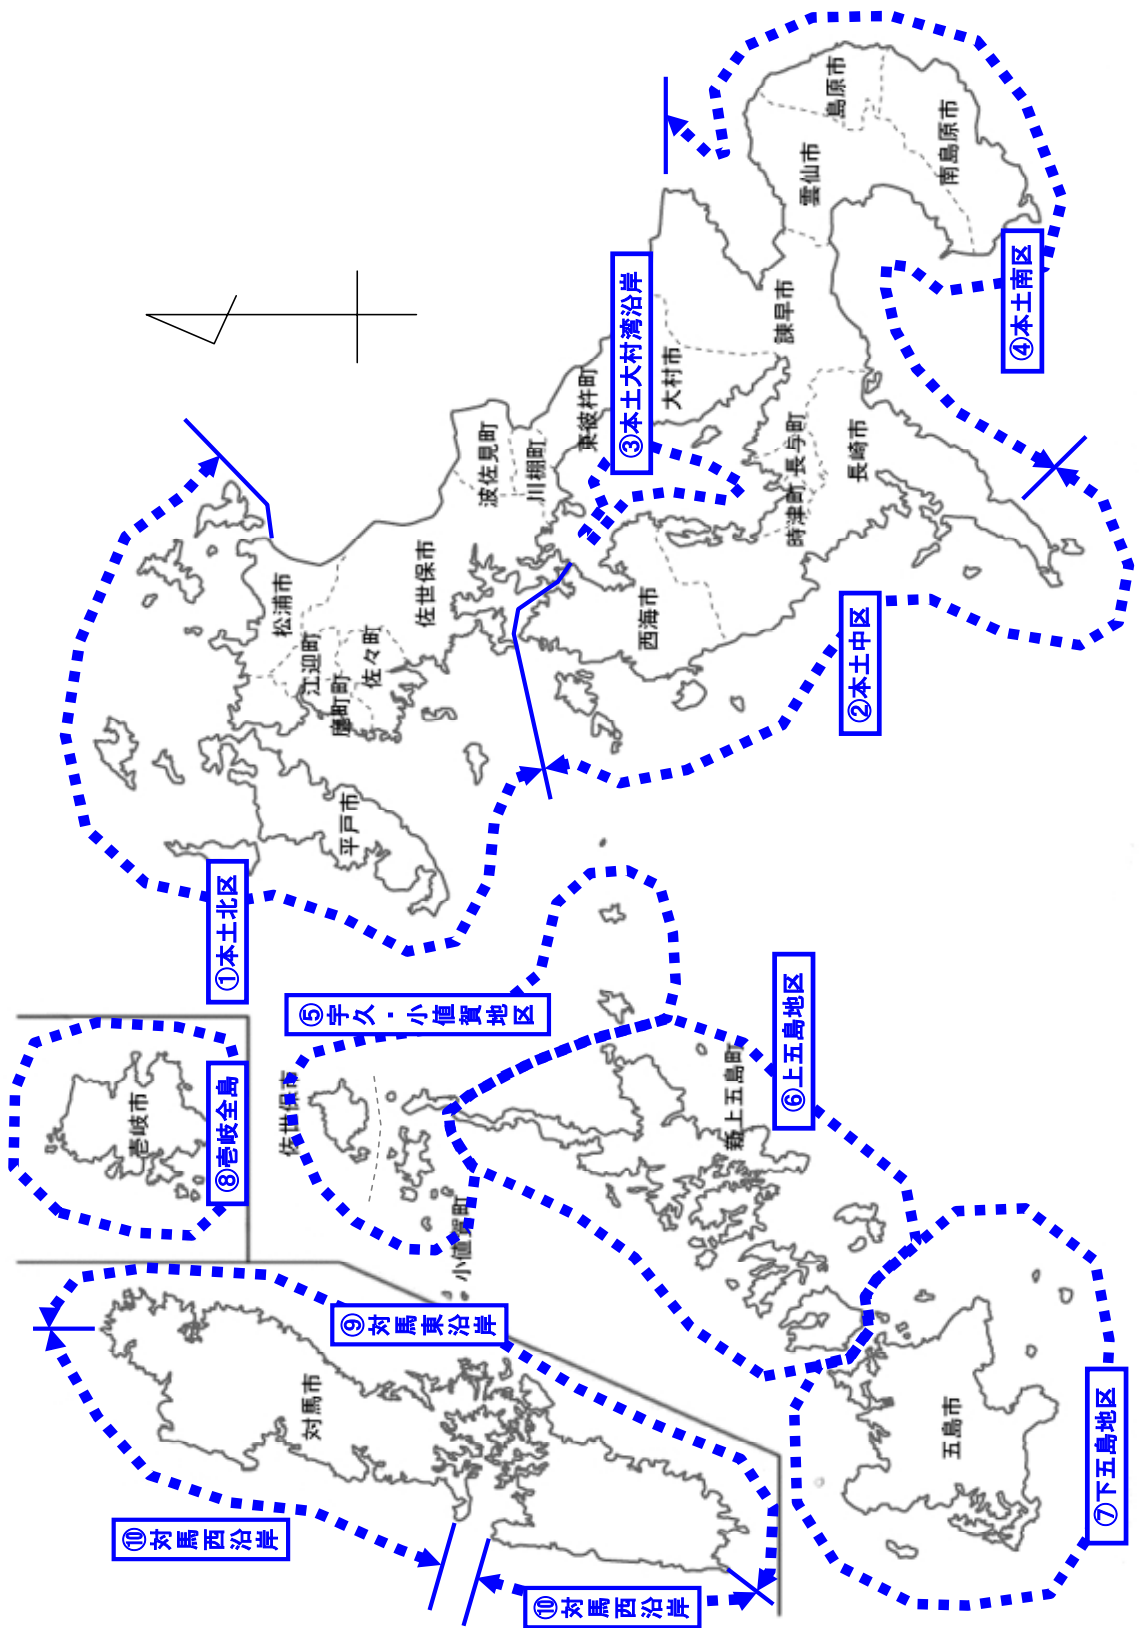 ①本土北区
②本土中区
③本土大村湾沿岸
④本土南区
⑤宇久・小値賀地区
⑥上五島地区
⑦下五島地区
⑧壱岐全島
⑨対馬東沿岸
⑩対馬西沿岸
⑩対馬西沿岸
松浦市
江迎町
鹿町町
佐々町
佐世保市
平戸市
波佐見町
川棚町
東彼杵町
大村市
諫早市
雲仙市
島原市
南島原市
長与町
時津町
長崎市
西海市
佐世保市
小値賀町
新上五島町
五島市
壱岐市
対馬市